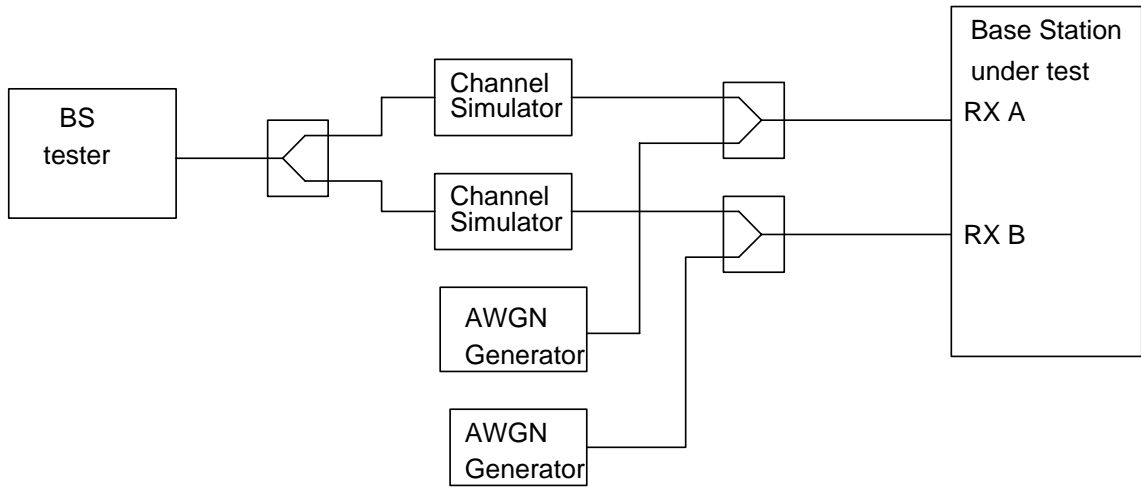 BS
tester
Channel
Simulator
Channel
Simulator
AWGN
Generator
AWGN
Generator
Base Station
under test
RX A
RX B